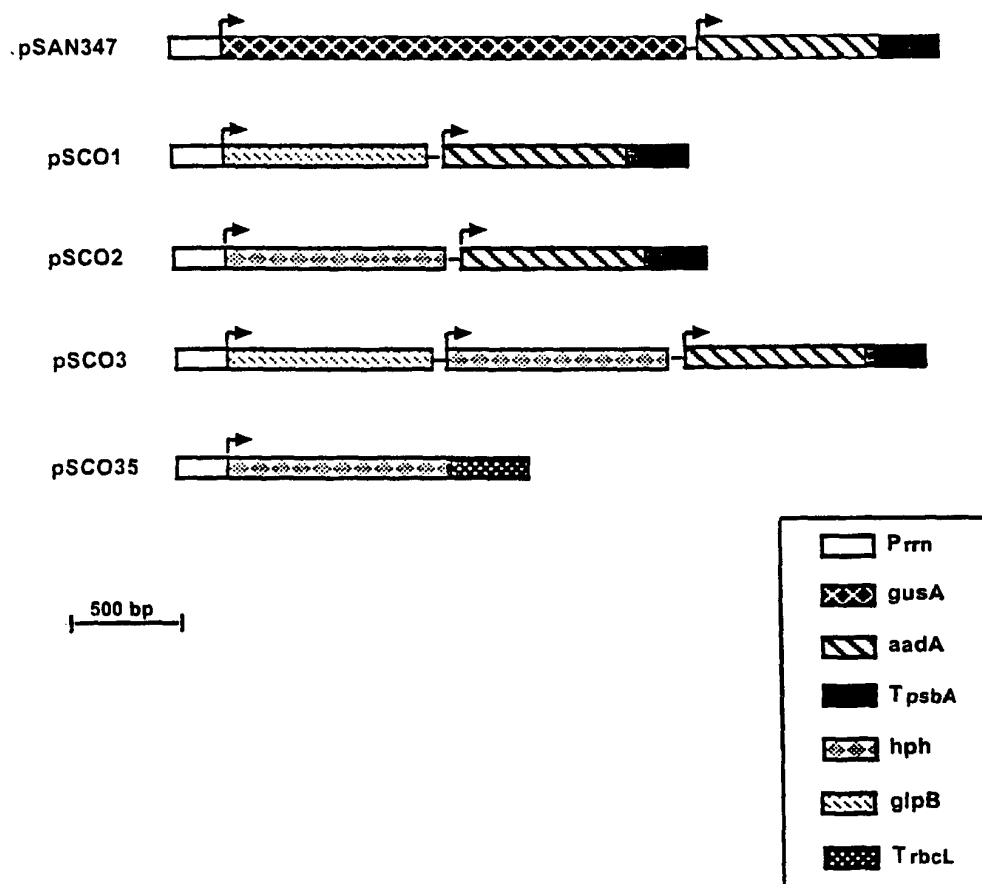 .pSAN347
pSCO1
pSCO2
pSCO3
pSCO35
500 bp
Prrn
gusA
aadA
TpsbA
hph
glpB
TrbcL